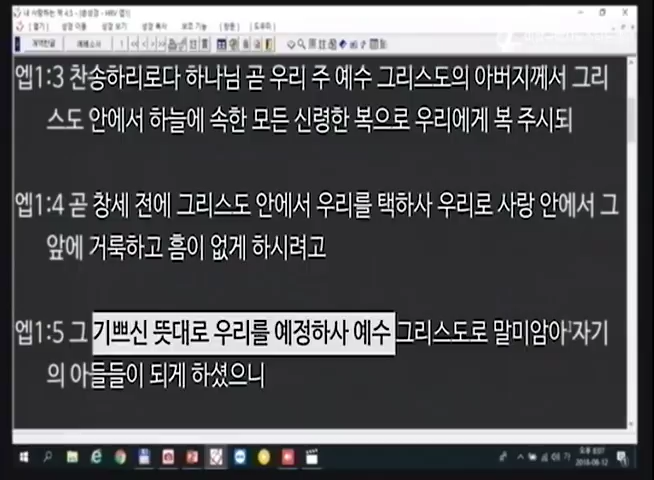 엡1:3 찬송하리로다 하나님 곧 우리 주 예수 그리스도의 아버지께서 그리
스도 안에서 하늘에 속한 모든 신령한 복으로 우리에게 복 주시되
엡1:4 곧 창세 전에 그리스도 안에서 우리를 택하사 우리로 사랑 안에서 그
앞에 거룩하고 흠이 없게 하시려고
엡1:5 그 기쁘신 뜻대로 우리를 예정하사 예수 그리스도로 말미암아 자기
의 아들들이 되게 하셨으니
2018-08-12